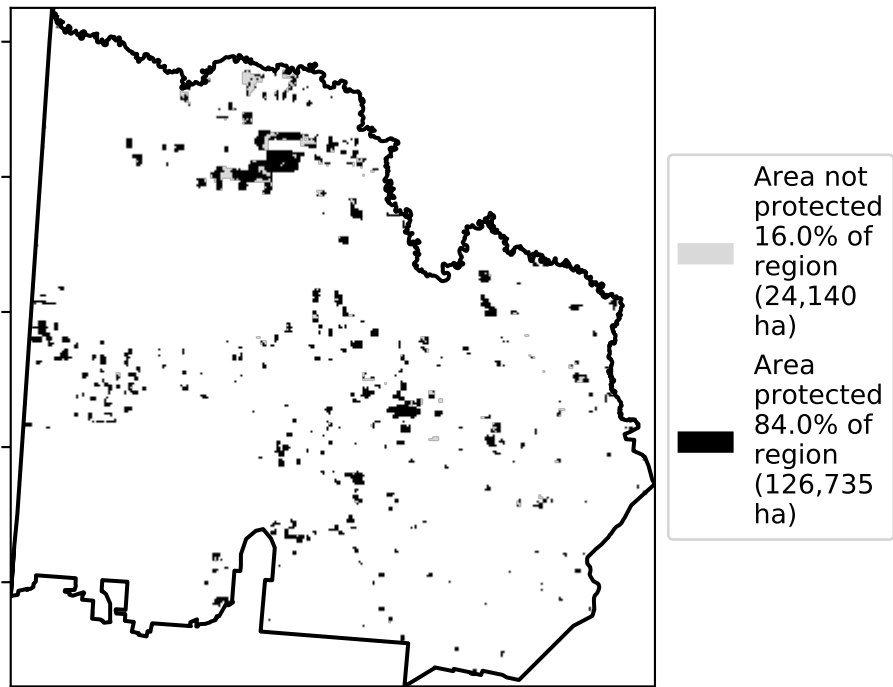 Area not
protected
16.0% of
region
(24,140
ha)
Area
protected
84.0% of
region
(126,735
ha)